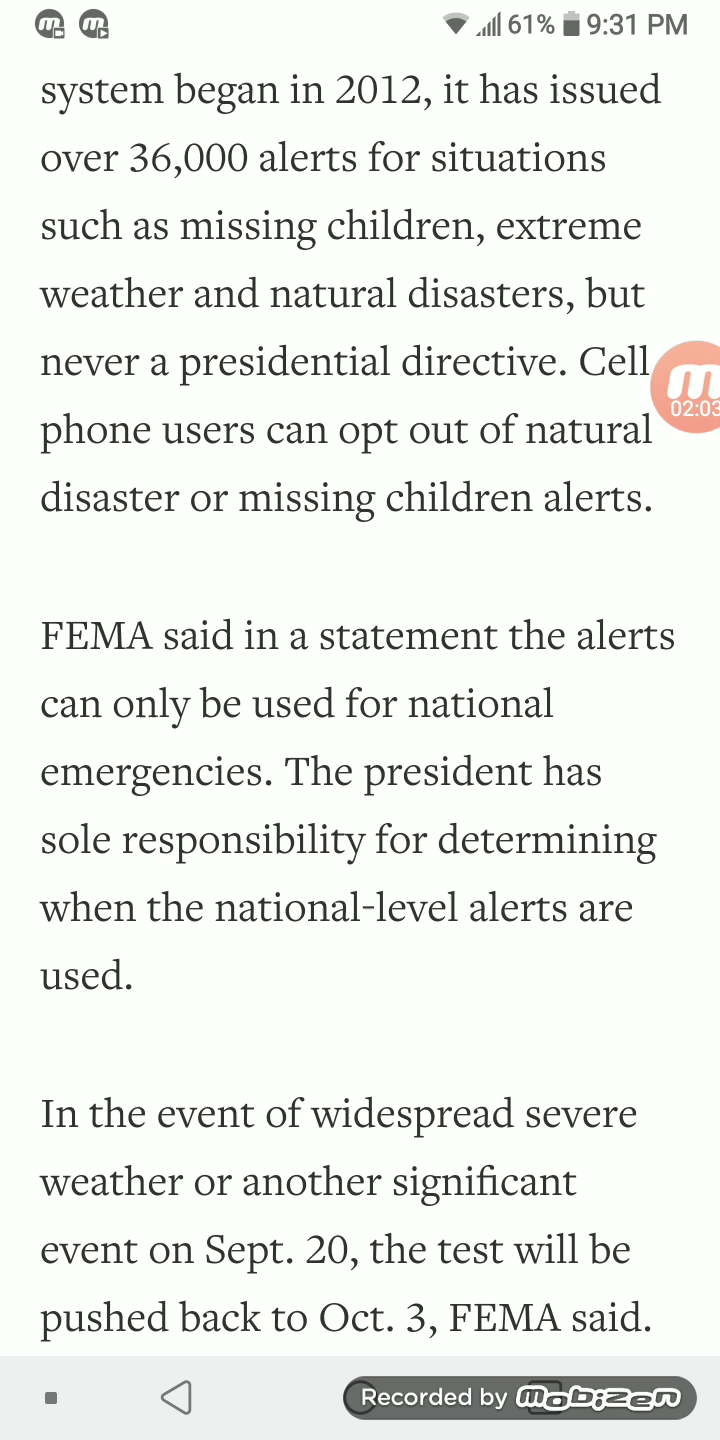 61% 9:31 PM
system began in 2012, it has issued
over 36,000 alerts for situations
such as missing children, extreme
weather and natural disasters, but
never a presidential directive. Cell
02:03
phone users can opt out of natural
disaster or missing children alerts.
FEMA said in a statement the alerts
can only be used for national
emergencies. The president has
sole responsibility for determining
when the national-level alerts are
used.
In the event of widespread severe
weather or another significant
event on Sept. 20, the test will be
pushed back to Oct. 3, FEMA said.
Recorded by mobizen